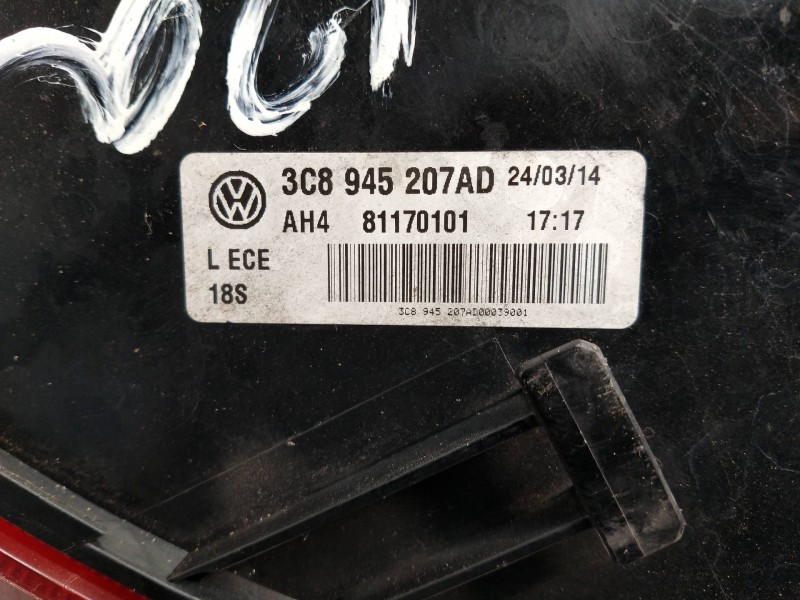 3C8 945 207AD 24/03/14
AH4 81170101 17:17
L ECE
18S
3C8 945 207AD00039001